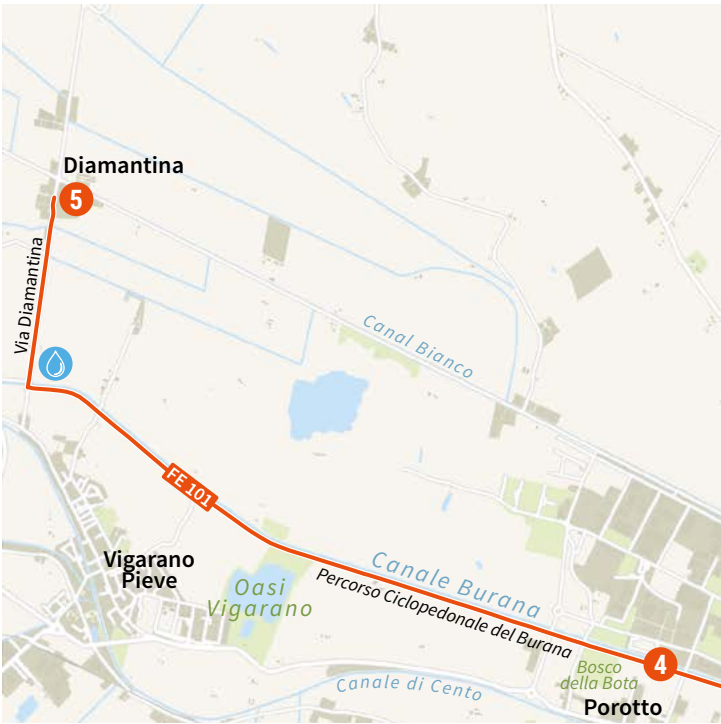 Diamantina
5
Via Diamantina
Canal Bianco
FE 101
Vigarano
Pieve
Oasi
Vigarano
Canale Burana
Percorso Ciclopedonale del Burana
4
Bosco
della Bota
Canale di Cento
Porotto